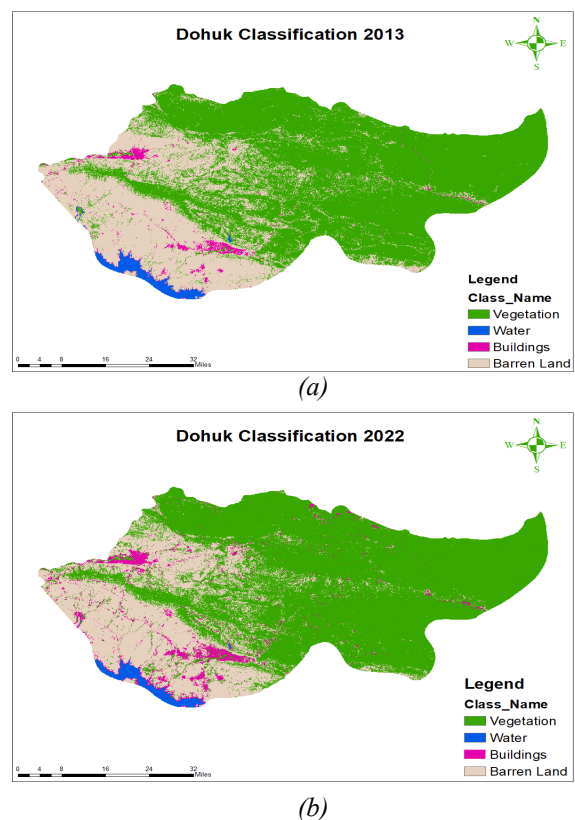 Dohuk Classification 2013
N
W E
S
Legend
Class_Name
Vegetation
Water
Buildings
Barren Land
0 4 8 16 24 32
Miles
(a)
Dohuk Classification 2022
N
W E
S
Legend
Class_Name
Vegetation
Water
Buildings
Barren Land
0 4 8 16 24 32
Miles
(b)